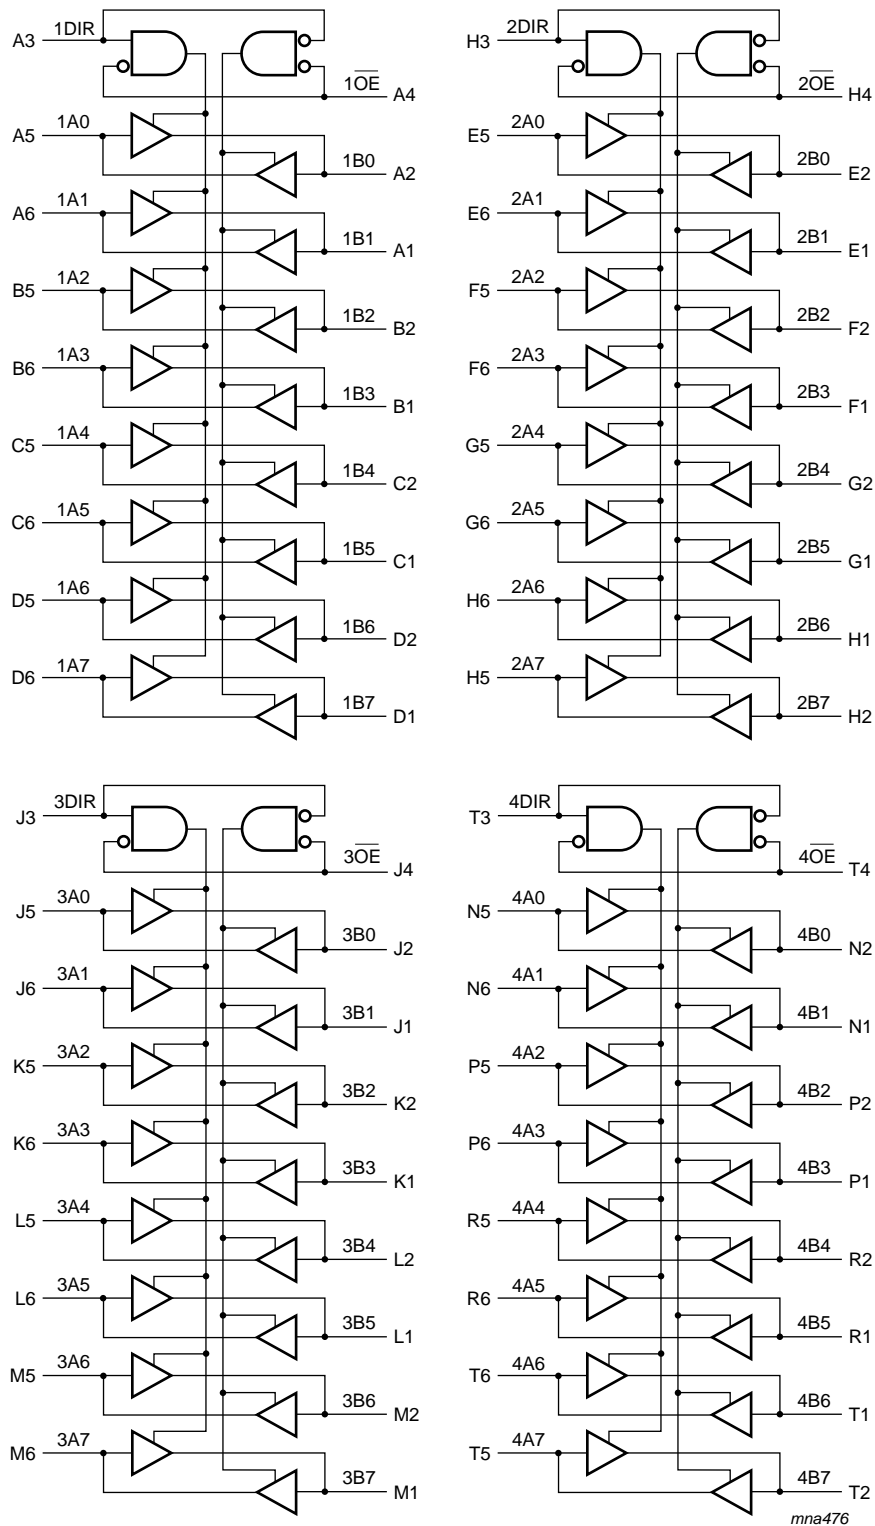 A3 1DIR
1O̅E̅ A4
A5 1A0
1B0 A2
A6 1A1
1B1 A1
B5 1A2
1B2 B2
B6 1A3
1B3 B1
C5 1A4
1B4 C2
C6 1A5
1B5 C1
D5 1A6
1B6 D2
D6 1A7
1B7 D1
H3 2DIR
2O̅E̅ H4
E5 2A0
2B0 E2
E6 2A1
2B1 E1
F5 2A2
2B2 F2
F6 2A3
2B3 F1
G5 2A4
2B4 G2
G6 2A5
2B5 G1
H6 2A6
2B6 H1
H5 2A7
2B7 H2
J3 3DIR
3O̅E̅ J4
J5 3A0
3B0 J2
J6 3A1
3B1 J1
K5 3A2
3B2 K2
K6 3A3
3B3 K1
L5 3A4
3B4 L2
L6 3A5
3B5 L1
M5 3A6
3B6 M2
M6 3A7
3B7 M1
T3 4DIR
4O̅E̅ T4
N5 4A0
4B0 N2
N6 4A1
4B1 N1
P5 4A2
4B2 P2
P6 4A3
4B3 P1
R5 4A4
4B4 R2
R6 4A5
4B5 R1
T6 4A6
4B6 T1
T5 4A7
4B7 T2
mna476